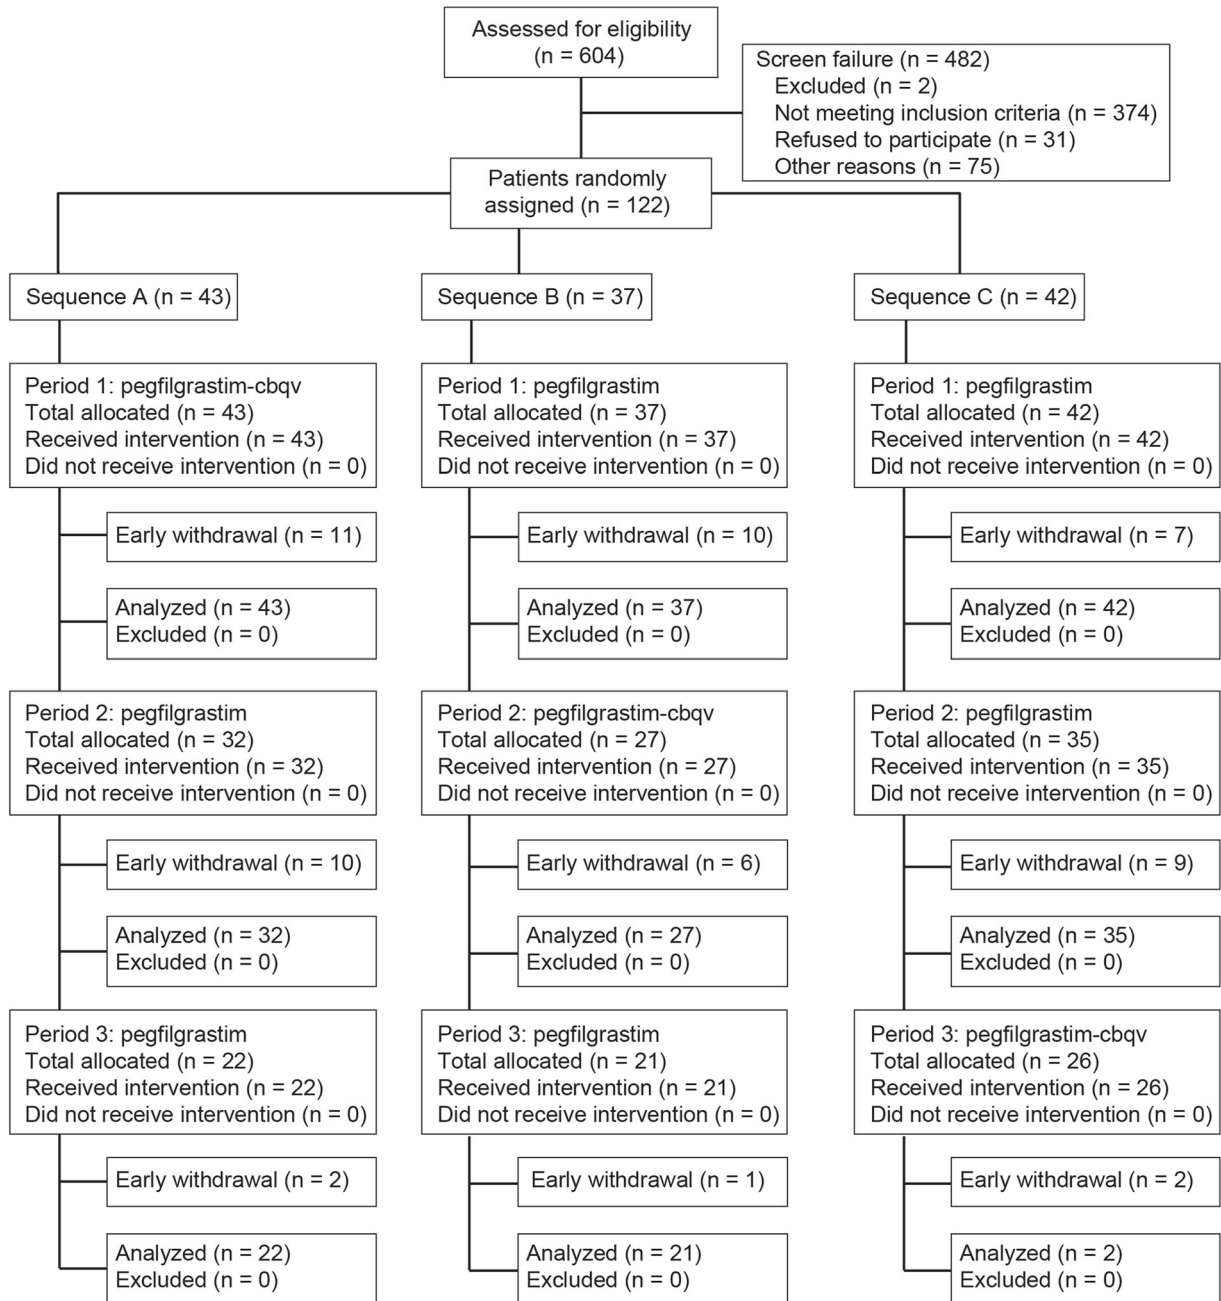 Assessed for eligibility
(n = 604)
Screen failure (n = 482)
Excluded (n = 2)
Not meeting inclusion criteria (n = 374)
Refused to participate (n = 31)
Other reasons (n = 75)
Patients randomly
assigned (n = 122)
Sequence A (n = 43)
Period 1: pegfilgrastim-cbqv
Total allocated (n = 43)
Received intervention (n = 43)
Did not receive intervention (n = 0)
Early withdrawal (n = 11)
Analyzed (n = 43)
Excluded (n = 0)
Period 2: pegfilgrastim
Total allocated (n = 32)
Received intervention (n = 32)
Did not receive intervention (n = 0)
Early withdrawal (n = 10)
Analyzed (n = 32)
Excluded (n = 0)
Period 3: pegfilgrastim
Total allocated (n = 22)
Received intervention (n = 22)
Did not receive intervention (n = 0)
Early withdrawal (n = 2)
Analyzed (n = 22)
Excluded (n = 0)
Sequence B (n = 37)
Period 1: pegfilgrastim
Total allocated (n = 37)
Received intervention (n = 37)
Did not receive intervention (n = 0)
Early withdrawal (n = 10)
Analyzed (n = 37)
Excluded (n = 0)
Period 2: pegfilgrastim-cbqv
Total allocated (n = 27)
Received intervention (n = 27)
Did not receive intervention (n = 0)
Early withdrawal (n = 6)
Analyzed (n = 27)
Excluded (n = 0)
Period 3: pegfilgrastim
Total allocated (n = 21)
Received intervention (n = 21)
Did not receive intervention (n = 0)
Early withdrawal (n = 1)
Analyzed (n = 21)
Excluded (n = 0)
Sequence C (n = 42)
Period 1: pegfilgrastim
Total allocated (n = 42)
Received intervention (n = 42)
Did not receive intervention (n = 0)
Early withdrawal (n = 7)
Analyzed (n = 42)
Excluded (n = 0)
Period 2: pegfilgrastim
Total allocated (n = 35)
Received intervention (n = 35)
Did not receive intervention (n = 0)
Early withdrawal (n = 9)
Analyzed (n = 35)
Excluded (n = 0)
Period 3: pegfilgrastim-cbqv
Total allocated (n = 26)
Received intervention (n = 26)
Did not receive intervention (n = 0)
Early withdrawal (n = 2)
Analyzed (n = 2)
Excluded (n = 0)